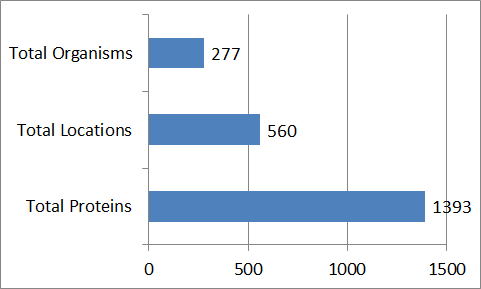 Total Organisms
277
Total Locations
560
Total Proteins
1393
0 500 1000 1500